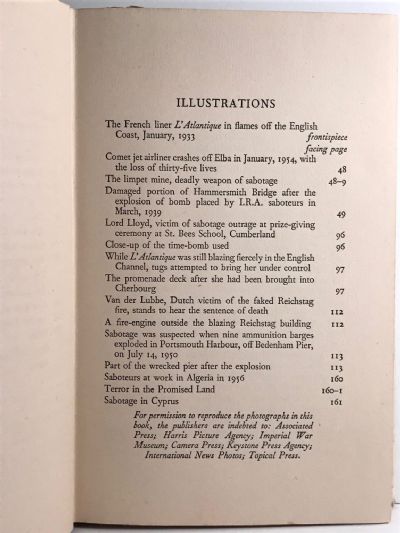 ILLUSTRATIONS
The French liner L'Atlantique in flames off the English
Coast, January, 1933 frontispiece
facing page
Comet jet airliner crashes off Elba in January, 1954, with
the loss of thirty-five lives 48
The limpet mine, deadly weapon of sabotage 48-9
Damaged portion of Hammersmith Bridge after the
explosion of bomb placed by I.R.A. saboteurs in
March, 1939 49
Lord Lloyd, victim of sabotage outrage at prize-giving
ceremony at St. Bees School, Cumberland 96
Close-up of the time-bomb used 96
While L'Atlantique was still blazing fiercely in the English
Channel, tugs attempted to bring her under control 97
The promenade deck after she had been brought into
Cherbourg 97
Van der Lubbe, Dutch victim of the faked Reichstag
fire, stands to hear the sentence of death 112
A fire-engine outside the blazing Reichstag building 112
Sabotage was suspected when nine ammunition barges
exploded in Portsmouth Harbour, off Bedenham Pier,
on July 14, 1950 113
Part of the wrecked pier after the explosion 113
Saboteurs at work in Algeria in 1956 160
Terror in the Promised Land 160-1
Sabotage in Cyprus 161
For permission to reproduce the photographs in this
book, the publishers are indebted to: Associated
Press; Harris Picture Agency; Imperial War
Museum; Camera Press; Keystone Press Agency;
International News Photos; Topical Press.